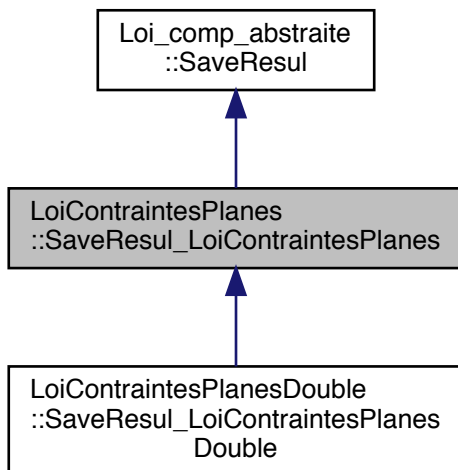 Loi_comp_abstraite
::SaveResul
LoiContraintesPlanes
::SaveResul_LoiContraintesPlanes
LoiContraintesPlanesDouble
::SaveResul_LoiContraintesPlanes
Double